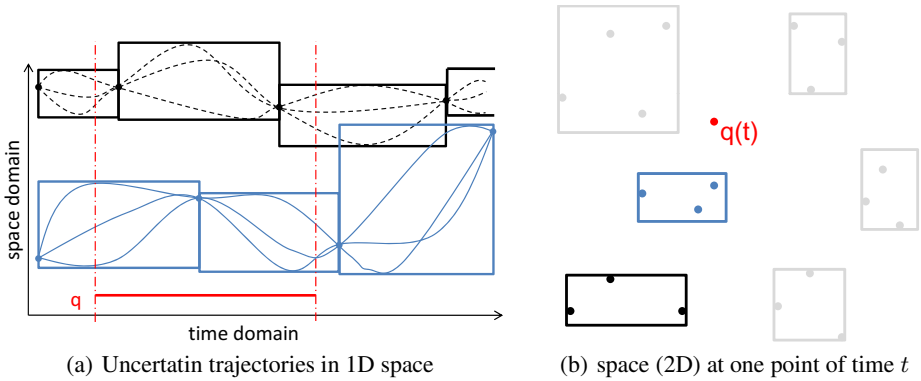 space domain
q
time domain
q(t)
(a) Uncertatin trajectories in 1D space
(b) space (2D) at one point of time t